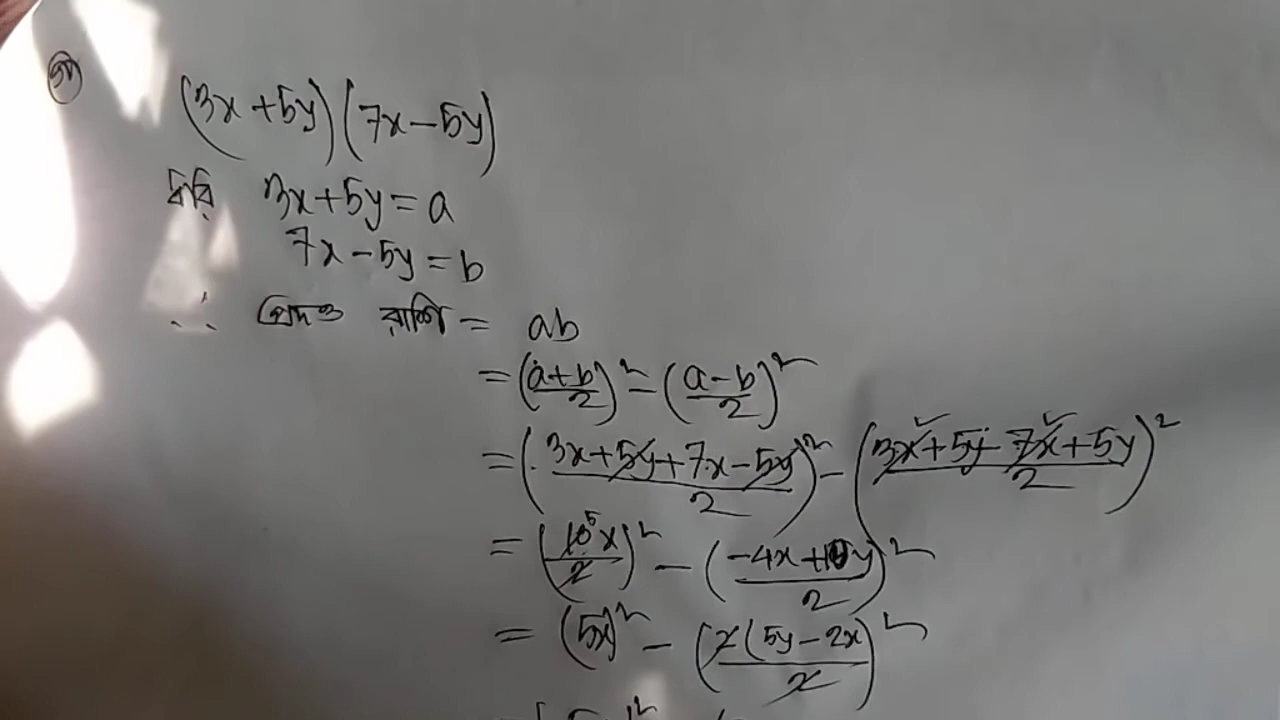 (3x+5y)(7x-5y)
ধরি, 3x+5y = a
7x-5y = b
∴ প্রদত্ত রাশি = ab
= (a+b/2)² - (a-b/2)²
= (3x+5y+7x-5y/2)² - (3x+5y-7x+5y/2)²
= (10⁵x/2)² - (-4x+10y/2)²
= (5x)² - (2(5y-2x)/2)²